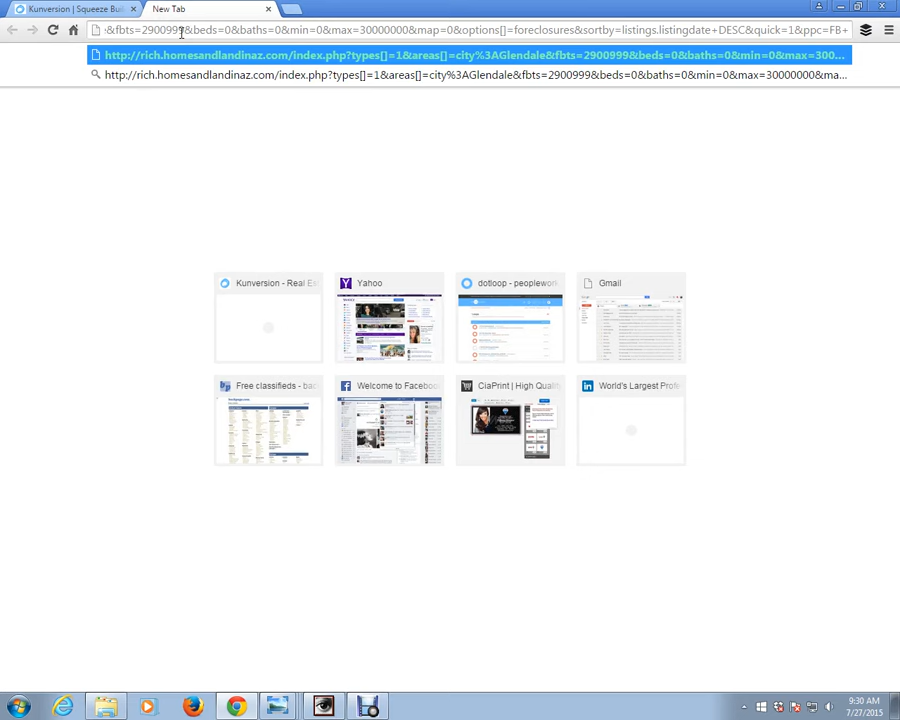 Kunversion | Squeeze Buil
New Tab
&fbts=2900999&beds=0&baths=0&min=0&max=30000000&map=0&options[]=foreclosures&sortby=listings.listingdate+DESC&quick=1&ppc=FB+
http://rich.homesandlandinaz.com/index.php?types[]=1&areas[]=city%3AGlendale&fbts=2900999&beds=0&baths=0&min=0&max=300...
http://rich.homesandlandinaz.com/index.php?types[]=1&areas[]=city%3AGlendale&fbts=2900999&beds=0&baths=0&min=0&max=30000000&ma...
Kunversion - Real Es
Yahoo
dotloop - peoplework
Gmail
Free classifieds - bac
Welcome to Facebook
CiaPrint | High Quality
World's Largest Profe
9:30 AM
7/27/2015